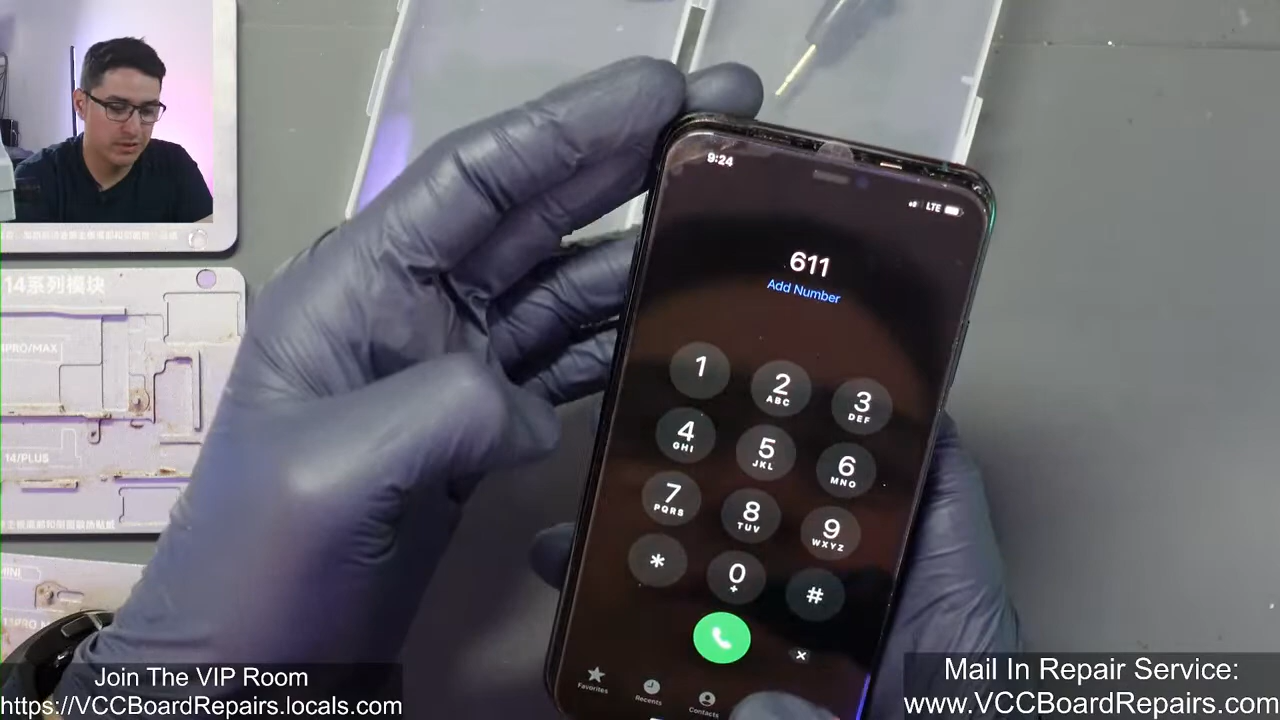 14系列模块
14/PLUS
9:24
LTE
611
Add Number
1
2
ABC
3
DEF
4
GHI
5
JKL
6
MNO
7
PQRS
8
TUV
9
WXYZ
*
0
+
#
Favorites
Recents
Contacts
Join The VIP Room
https://VCCBoardRepairs.locals.com
Mail In Repair Service:
www.VCCBoardRepairs.com